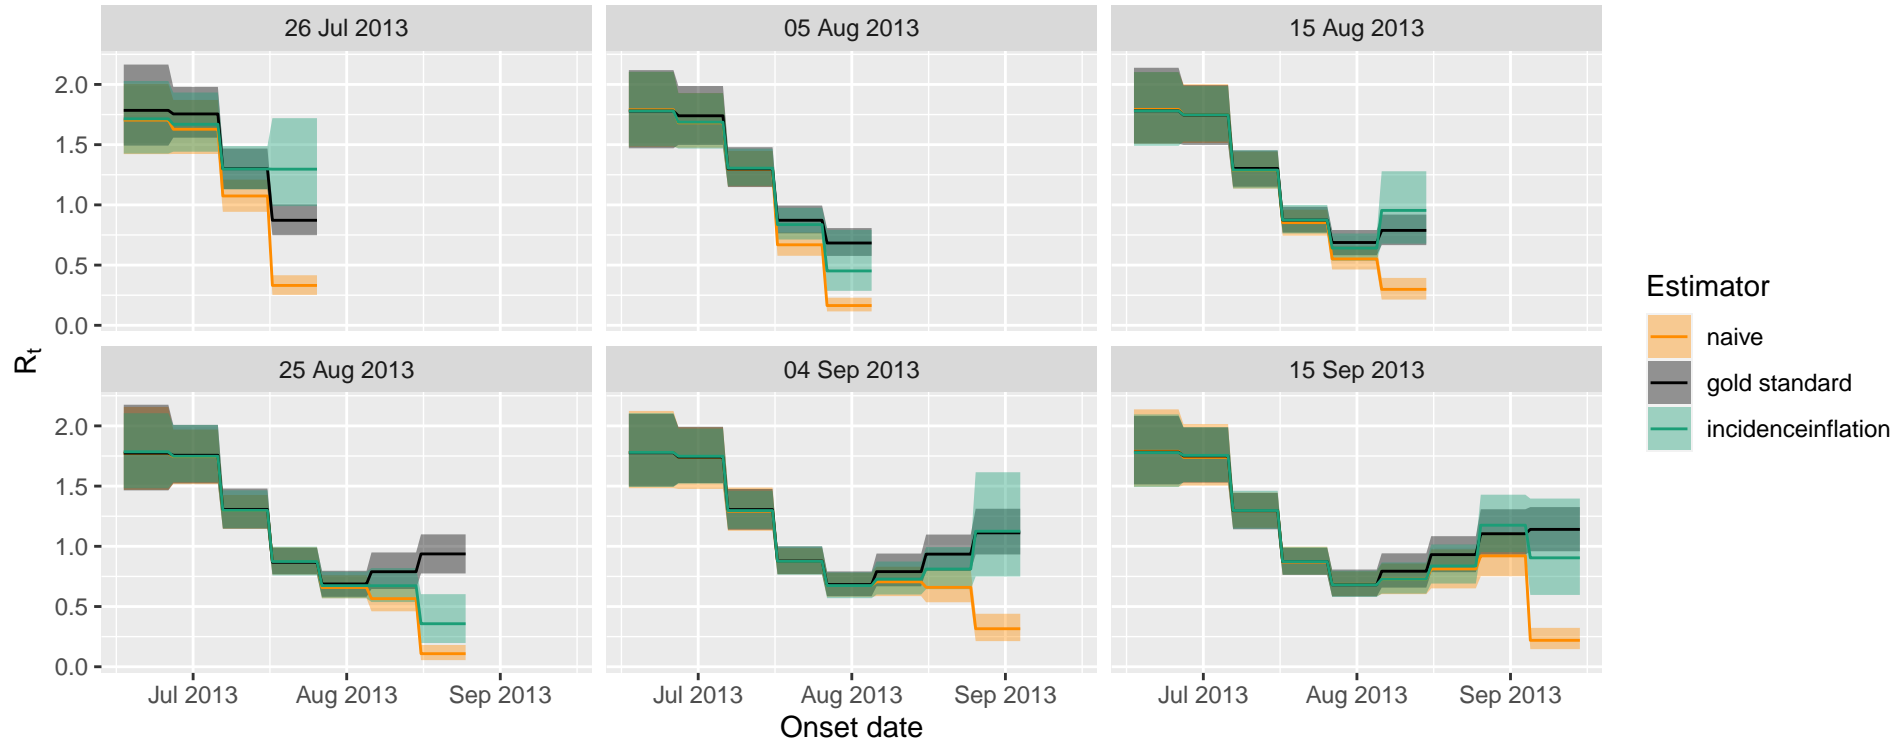 26 Jul 2013
05 Aug 2013
15 Aug 2013
2.0
1.5
1.0
0.5
0.0
25 Aug 2013
04 Sep 2013
15 Sep 2013
2.0
1.5
1.0
0.5
0.0
Rt
Jul 2013 Aug 2013 Sep 2013
Jul 2013 Aug 2013 Sep 2013
Jul 2013 Aug 2013 Sep 2013
Onset date
Estimator
naive
gold standard
incidenceinflation